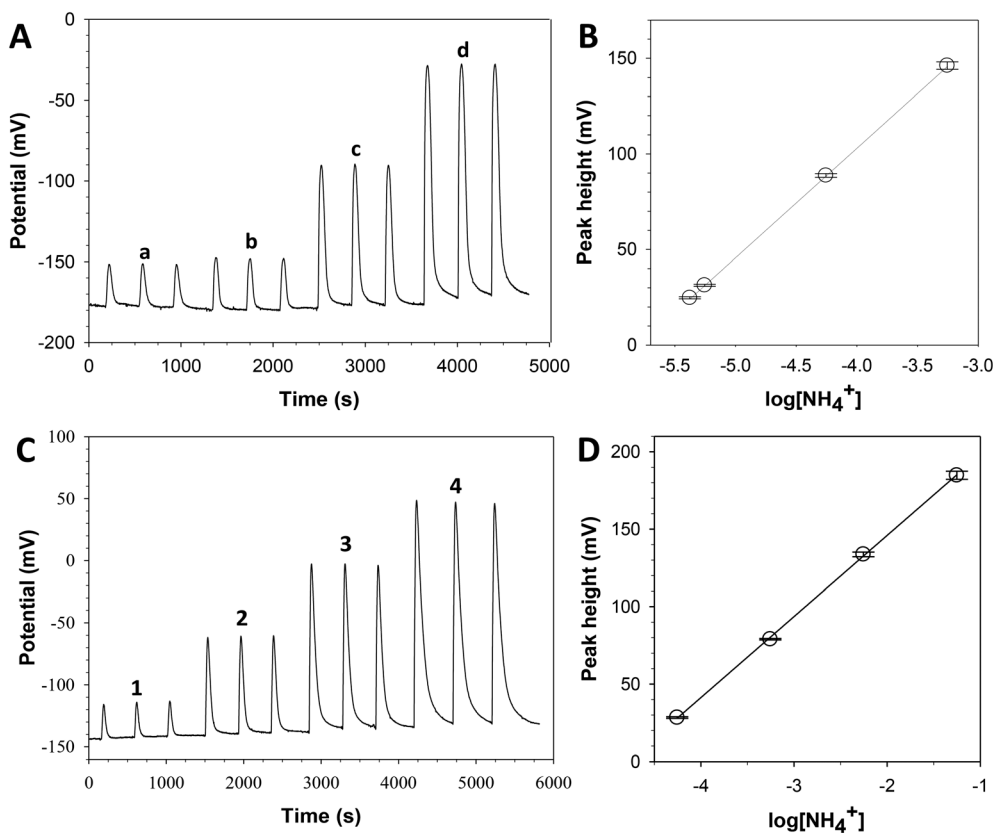 A
Potential (mV)
0
-50
-100
-150
-200
a
b
c
d
0
1000
2000
3000
4000
5000
Time (s)
B
Peak height (mV)
150
100
50
0
-5.5
-5.0
-4.5
-4.0
-3.5
-3.0
log[NH₄⁺]
C
Potential (mV)
100
50
0
-50
-100
-150
1
2
3
4
0
1000
2000
3000
4000
5000
6000
Time (s)
D
Peak height (mV)
200
150
100
50
0
-4
-3
-2
-1
log[NH₄⁺]